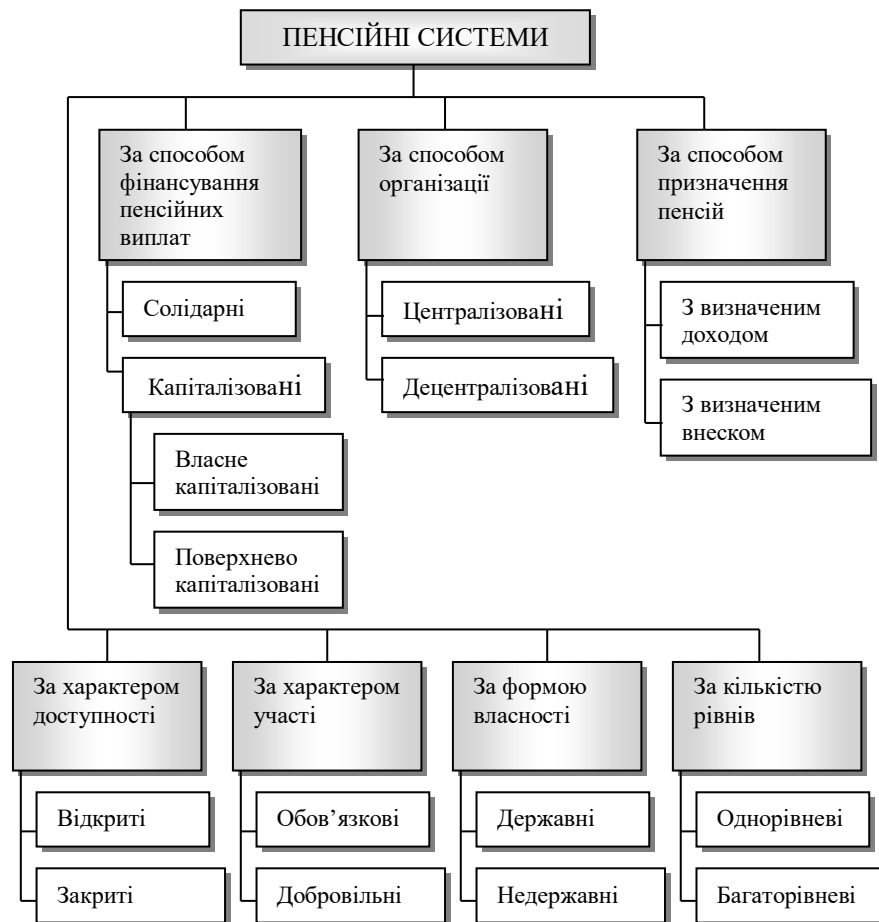 ПЕНСІЙНІ СИСТЕМИ
За способом
фінансування
пенсійних
виплат
Солідарні
Капіталізовані
Власне
капіталізовані
Поверхнево
капіталізовані
За способом
організації
Централізовані
Децентралізовані
За способом
призначення
пенсій
З визначеним
доходом
З визначеним
внеском
За характером
доступності
Відкриті
Закриті
За характером
участі
Обов’язкові
Добровільні
За формою
власності
Державні
Недержавні
За кількістю
рівнів
Однорівневі
Багаторівневі